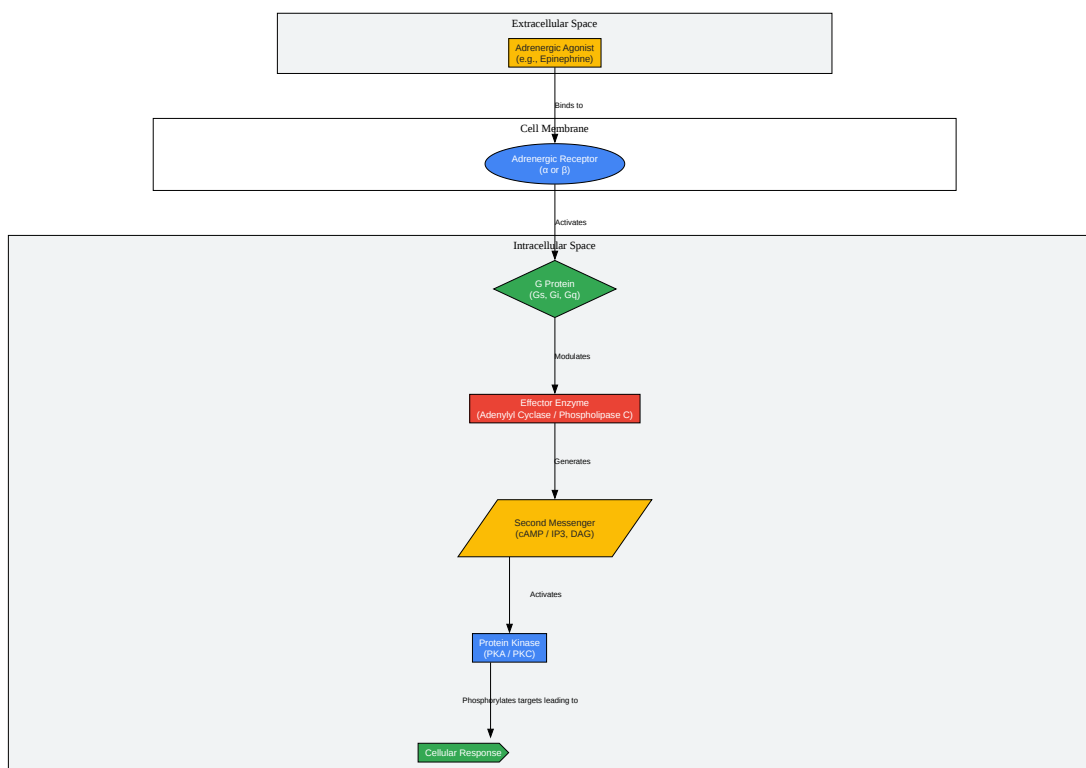 Extracellular Space
Adrenergic Agonist
(e.g., Epinephrine)
Binds to
Cell Membrane
Adrenergic Receptor
(α or β)
Activates
Intracellular Space
G Protein
(Gs, Gi, Gq)
Modulates
Effector Enzyme
(Adenylyl Cyclase / Phospholipase C)
Generates
Second Messenger
(cAMP / IP3, DAG)
Activates
Protein Kinase
(PKA / PKC)
Phosphorylates targets leading to
Cellular Response